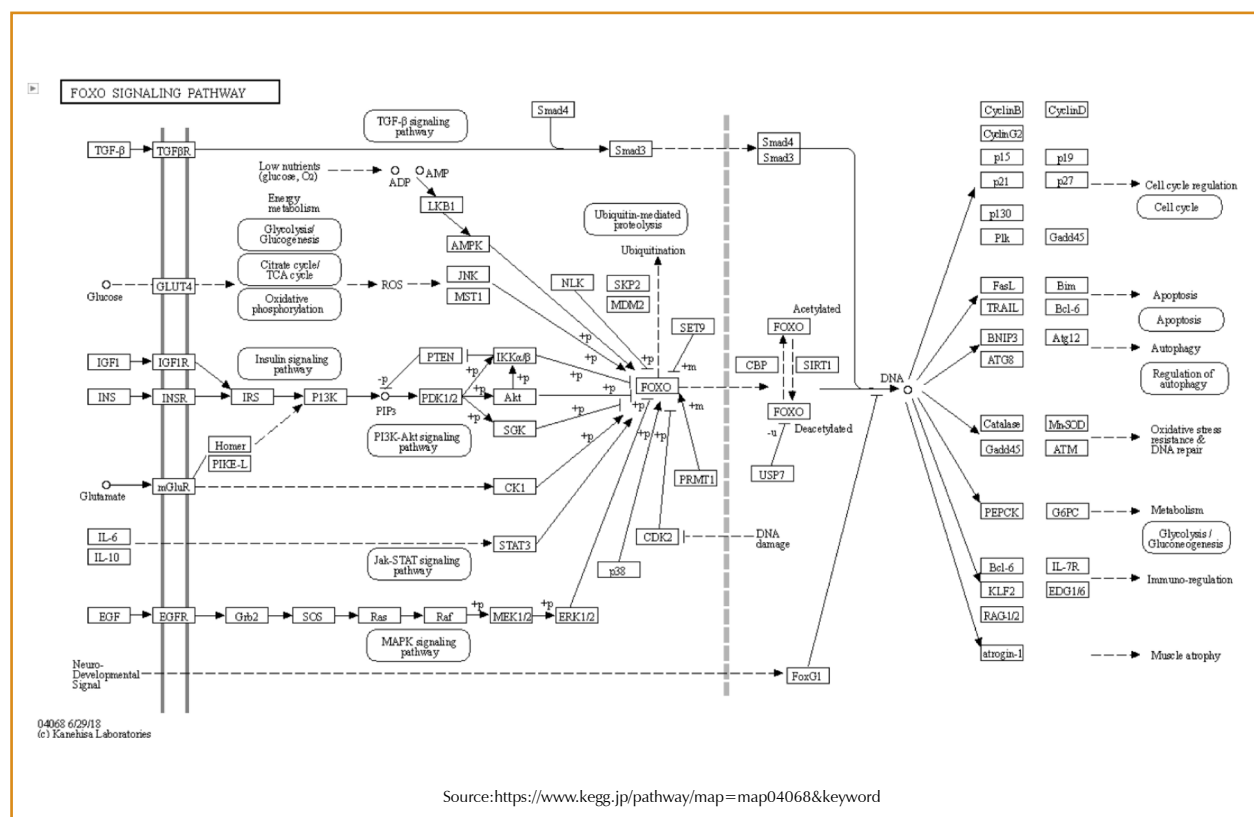 FOXO SIGNALING PATHWAY
TGF-β
TGFβR
TGF-β signaling
pathway
Smad4
Smad3
Smad4
Smad3
Low nutrients
(glucose, O2)
ADP
AMP
LKB1
AMPK
Energy
metabolism
Glycolysis/
Glucogenesis
Citrate cycle/
TCA cycle
Oxidative
phosphorylation
Glucose
GLUT4
ROS
JNK
MST1
Ubiquitin-mediated
proteolysis
Ubiquitination
NLK
SKP2
MDM2
SET9
+p
+p
+p
+m
IGF1
IGF1R
Insulin signaling
pathway
PTEN
IKKα/β
+p
-p
+p
+p
+p
INS
INSR
IRS
P13K
PIP3
PDK1/2
+p
Akt
+p
+p
FOXO
+m
+p
SGK
+p
+p
+p
+p
PI3K-Akt signaling
pathway
Homer
PIKE-L
Glutamate
mGluR
CK1
PRMT1
IL-6
IL-10
STAT3
CDK2
DNA
damage
Jak-STAT signaling
pathway
p38
EGF
EGFR
Grb2
SOS
Ras
Raf
+p
MEK1/2
+p
ERK1/2
MAPK signaling
pathway
Neuro-
Developmental
Signal
FoxG1
Acetylated
FOXO
CBP
SIRT1
FOXO
-u
Deacetylated
USP7
DNA
CyclinB
CyclinD
CyclinG2
p15
p19
p21
p27
Cell cycle regulation
Cell cycle
p130
Plk
Gadd45
FasL
Bim
Apoptosis
TRAIL
Bcl-6
Apoptosis
BNIP3
Atg12
Autophagy
ATG8
Regulation of
autophagy
Catalase
Mn-SOD
Oxidative stress
resistance &
DNA repair
Gadd45
ATM
PEPCK
G6PC
Metabolism
Glycolysis /
Gluconeogenesis
Bcl-6
IL-7R
Immuno-regulation
KLF2
EDG1/6
RAG-1/2
atrogin-1
Muscle atrophy
04068 6/29/18
(c) Kanehisa Laboratories
Source:https://www.kegg.jp/pathway/map=map04068&keyword